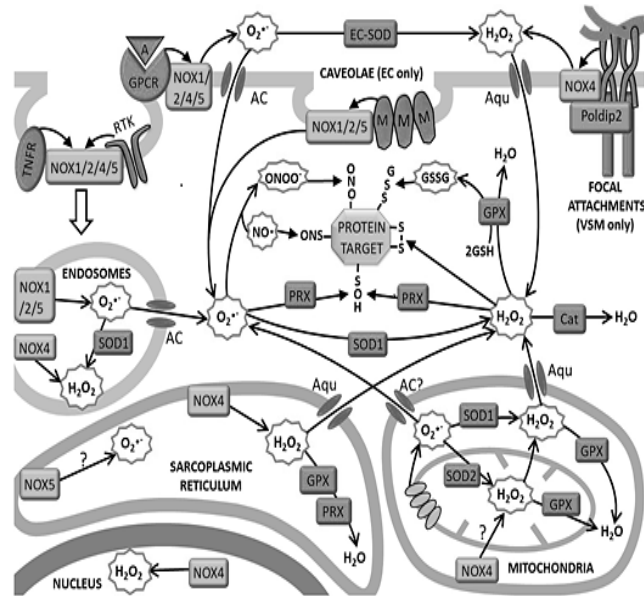 A
GPCR
NOX1/
2/4/5
O₂•⁻
EC-SOD
H₂O₂
NOX4
Poldip2
AC
CAVEOLAE (EC only)
Aqu
NOX1/2/5
M
M
M
TNFR
NOX1/2/4/5
RTK
FOCAL
ATTACHMENTS
(VSM only)
ONOO⁻
O
N
O
G
S
S
GSSG
H₂O
GPX
2GSH
NO•
ONS
PROTEIN
TARGET
S
S
S
O
H
ENDOSOMES
NOX1
/2/5
O₂•⁻
SOD1
NOX4
H₂O₂
AC
O₂•⁻
PRX
PRX
SOD1
H₂O₂
Cat
H₂O
Aqu
AC?
Aqu
NOX4
H₂O₂
GPX
PRX
H₂O
SARCOPLASMIC
RETICULUM
NOX5
?
O₂•⁻
O₂•⁻
SOD1
H₂O₂
SOD2
H₂O₂
GPX
GPX
H₂O
?
NOX4
MITOCHONDRIA
NUCLEUS
H₂O₂
NOX4